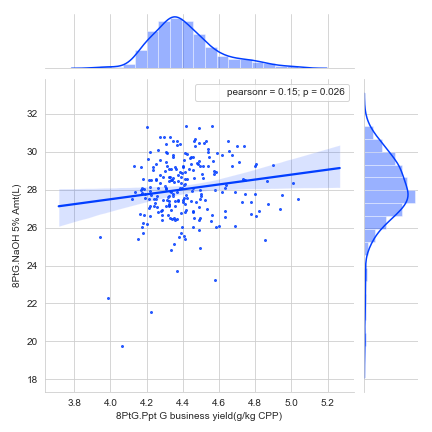 pearsonr = 0.15; p = 0.026
8PtG.NaOH 5% Amt(L)
32
30
28
26
24
22
20
18
3.8 4.0 4.2 4.4 4.6 4.8 5.0 5.2
8PtG.Ppt G business yield(g/kg CPP)